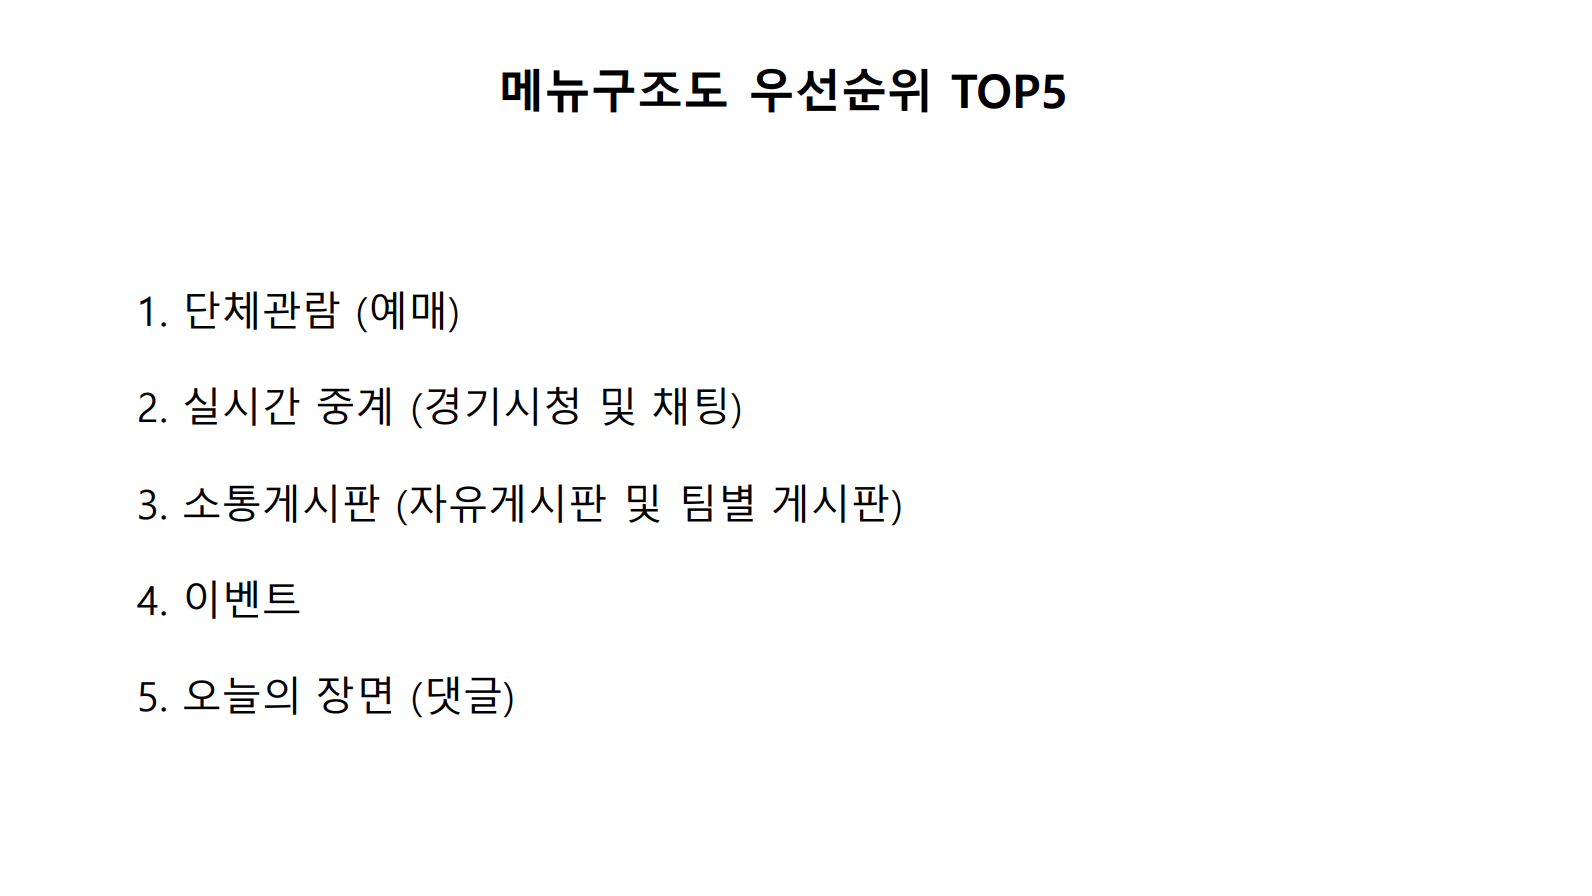 메뉴구조도 우선순위 TOP5
1. 단체관람 (예매)
2. 실시간 중계 (경기시청 및 채팅)
3. 소통게시판 (자유게시판 및 팀별 게시판)
4. 이벤트
5. 오늘의 장면 (댓글)